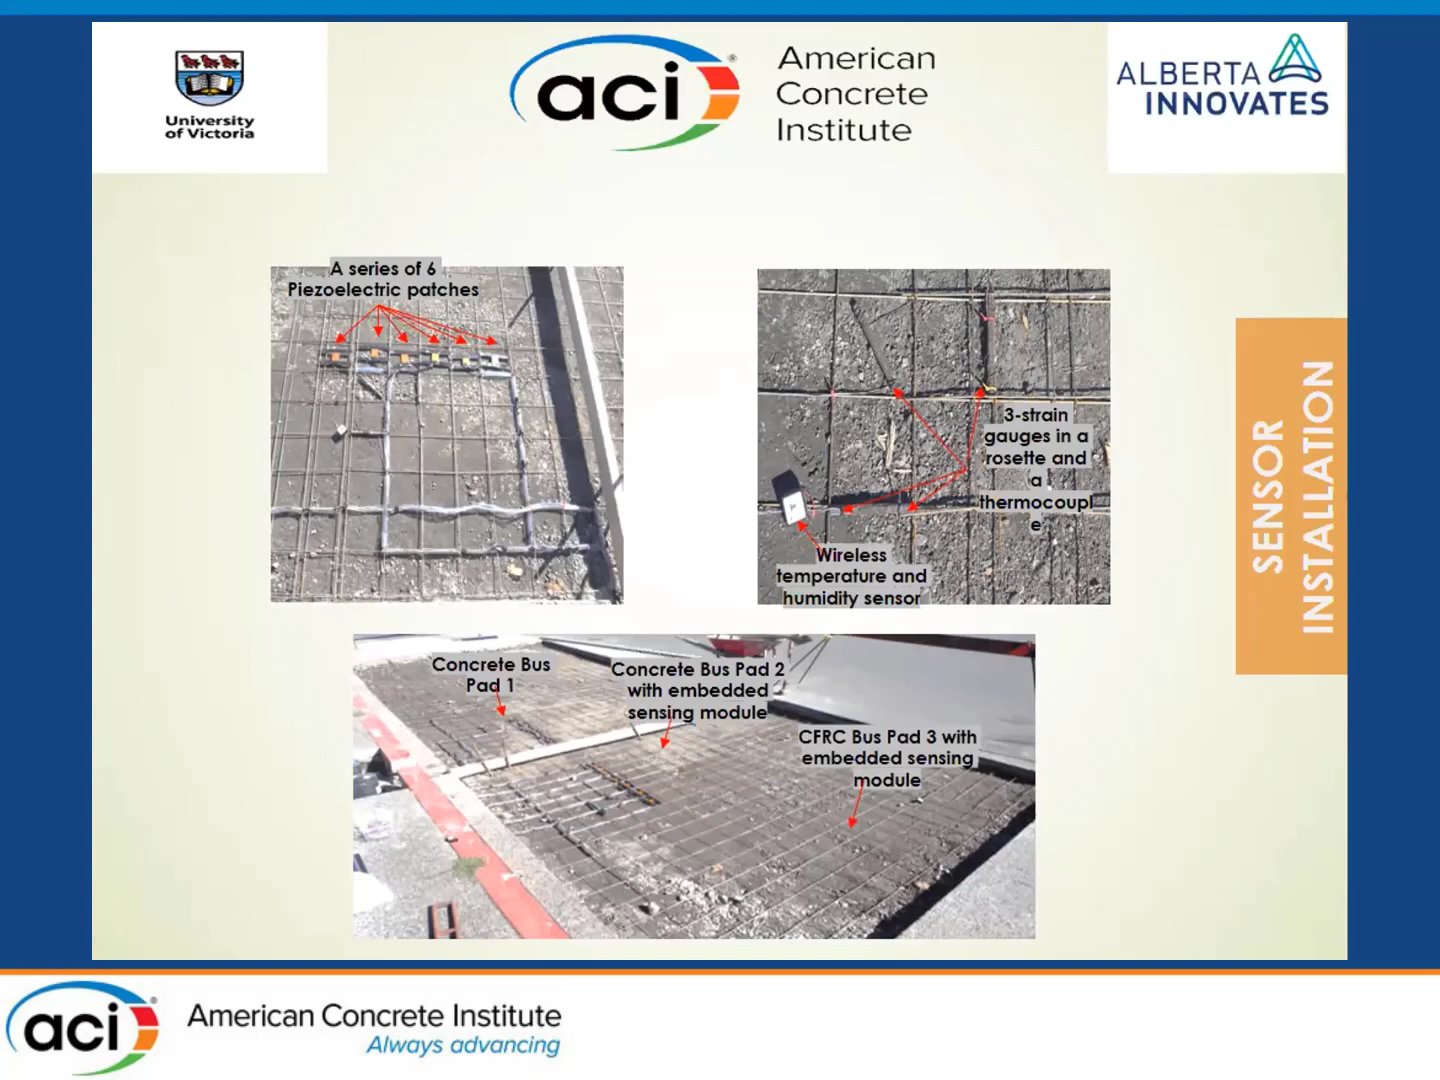 University
of Victoria
aci
American
Concrete
Institute
ALBERTA
INNOVATES
A series of 6
Piezoelectric patches
3-strain
gauges in a
rosette and
a
thermocoupl
e
Wireless
temperature and
humidity sensor
SENSOR
INSTALLATION
Concrete Bus
Pad 1
Concrete Bus Pad 2
with embedded
sensing module
CFRC Bus Pad 3 with
embedded sensing
module
aci
American Concrete Institute
Always advancing